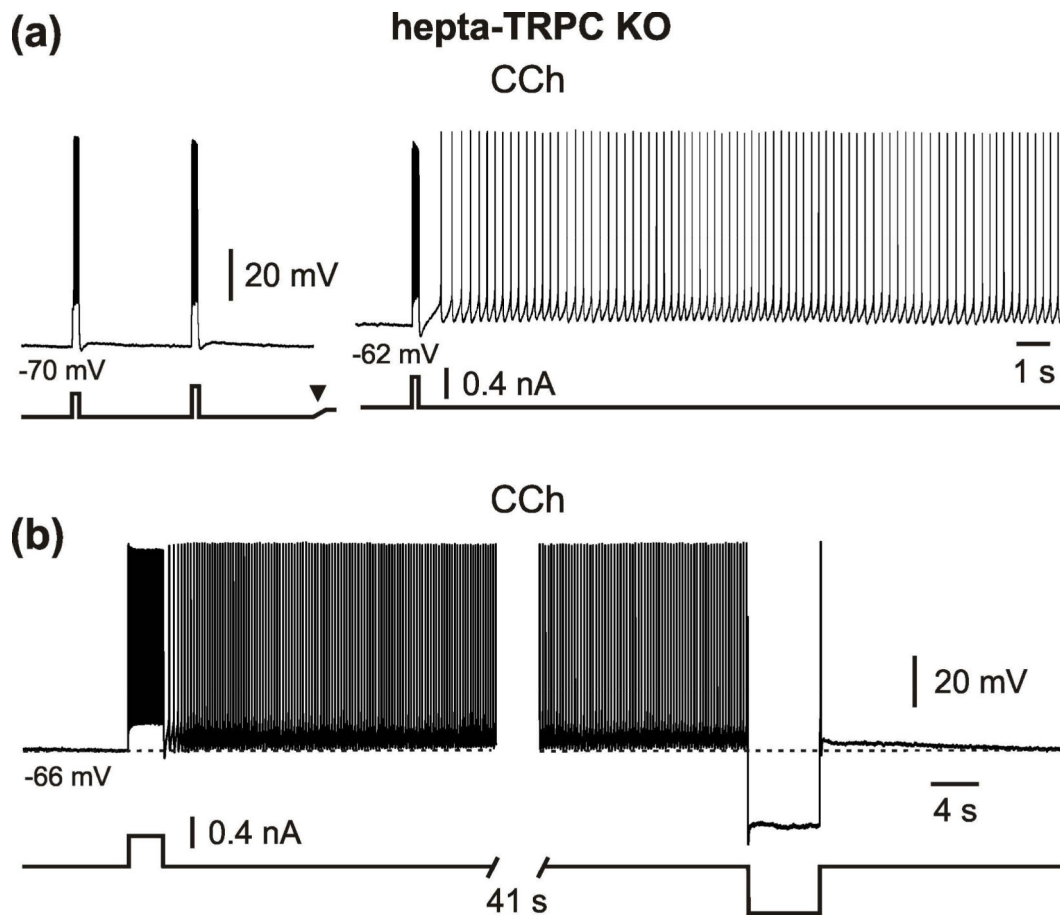 (a)
hepta-TRPC KO
CCh
20 mV
-70 mV
-62 mV
0.4 nA
1 s
CCh
(b)
20 mV
-66 mV
4 s
0.4 nA
41 s